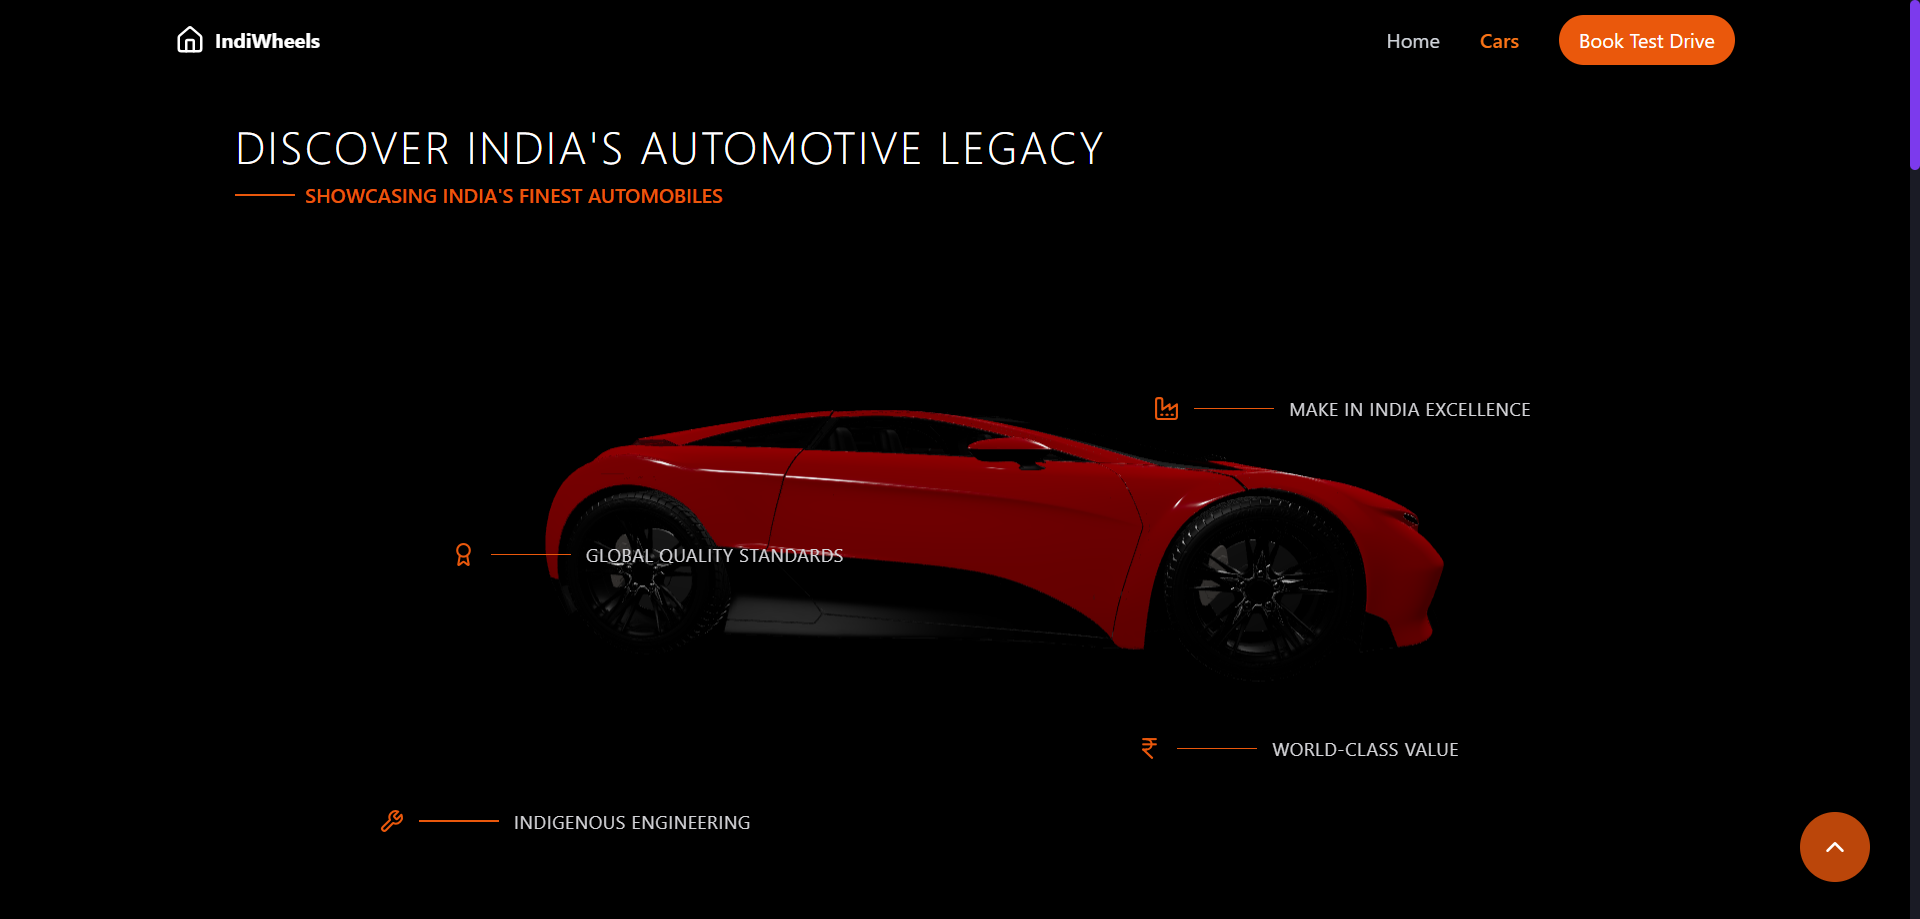 IndiWheels
Home
Cars
Book Test Drive
DISCOVER INDIA'S AUTOMOTIVE LEGACY
SHOWCASING INDIA'S FINEST AUTOMOBILES
MAKE IN INDIA EXCELLENCE
GLOBAL QUALITY STANDARDS
WORLD-CLASS VALUE
INDIGENOUS ENGINEERING